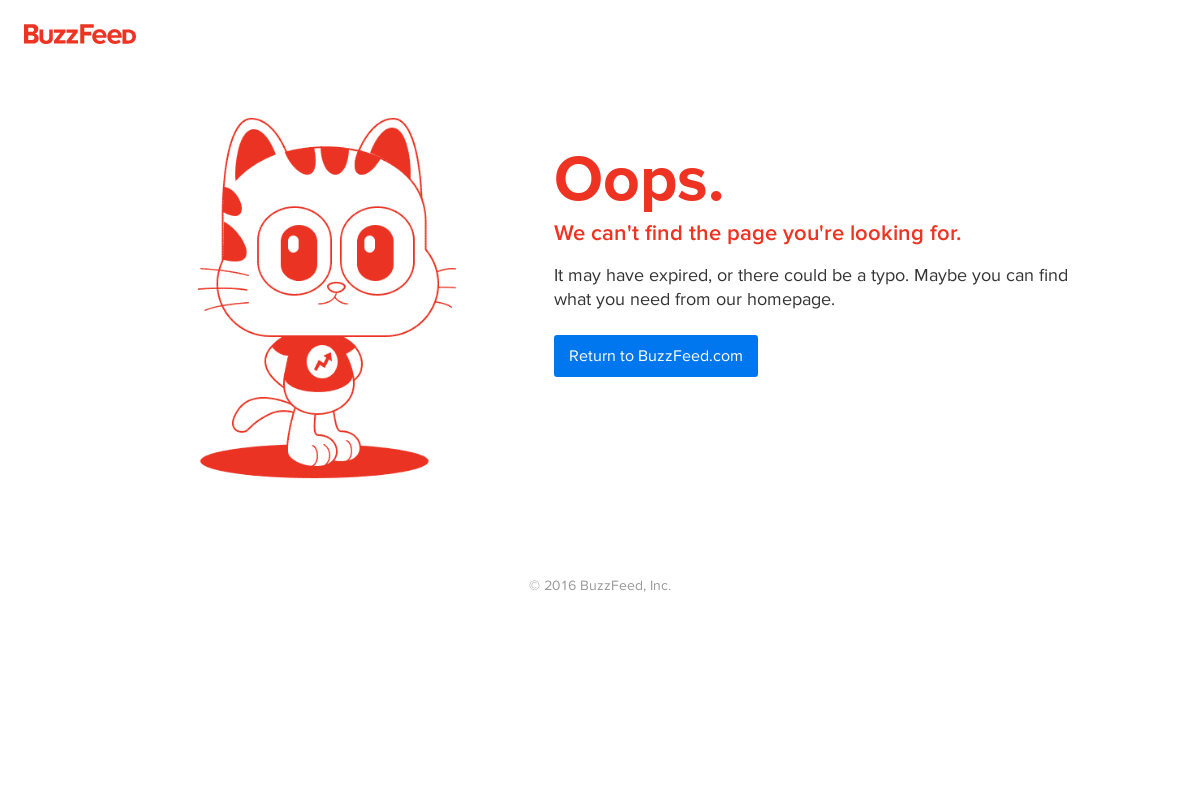 BuzzFeed
Oops.
We can't find the page you're looking for.
It may have expired, or there could be a typo. Maybe you can find
what you need from our homepage.
Return to BuzzFeed.com
© 2016 BuzzFeed, Inc.